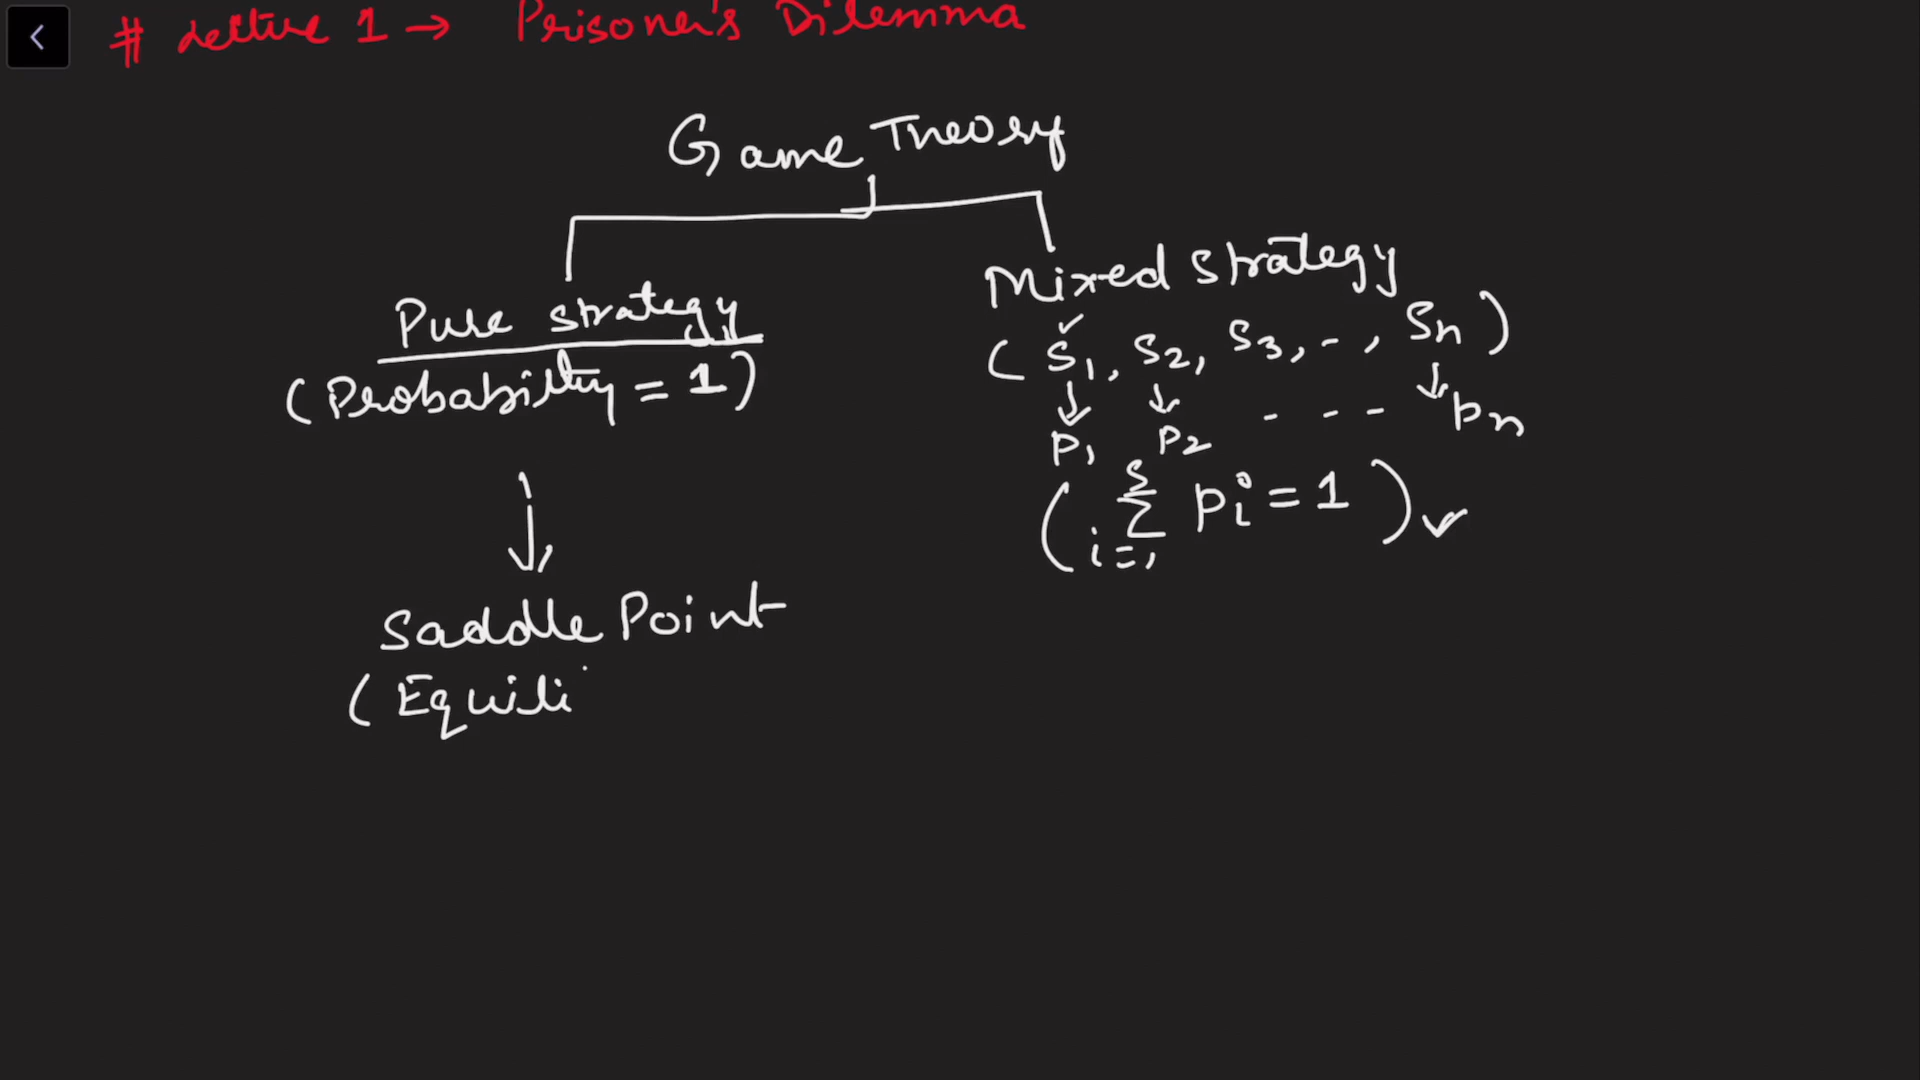 # Lecture 1 → Prisoner's Dilemma
Game Theory
Pure strategy
(Probability = 1)
Mixed strategy
(S1, S2, S3, - . , Sn)
↓ ↓ ↓
P1 P2 - - - Pn
(S∑i=1 Pi = 1) ✓
↓
Saddle Point
(Equili